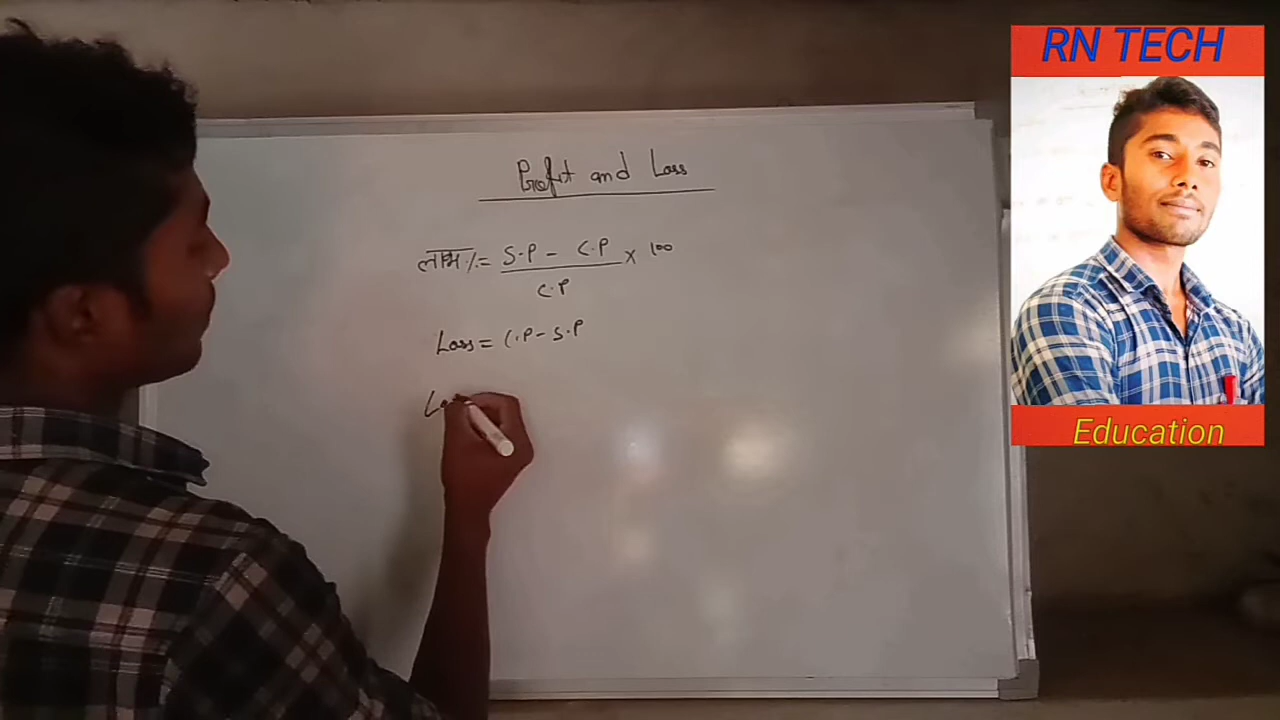 RN TECH
Profit and Loss
लाभ %= S.P - C.P × 100
C.P
Loss = C.P - S.P
Education